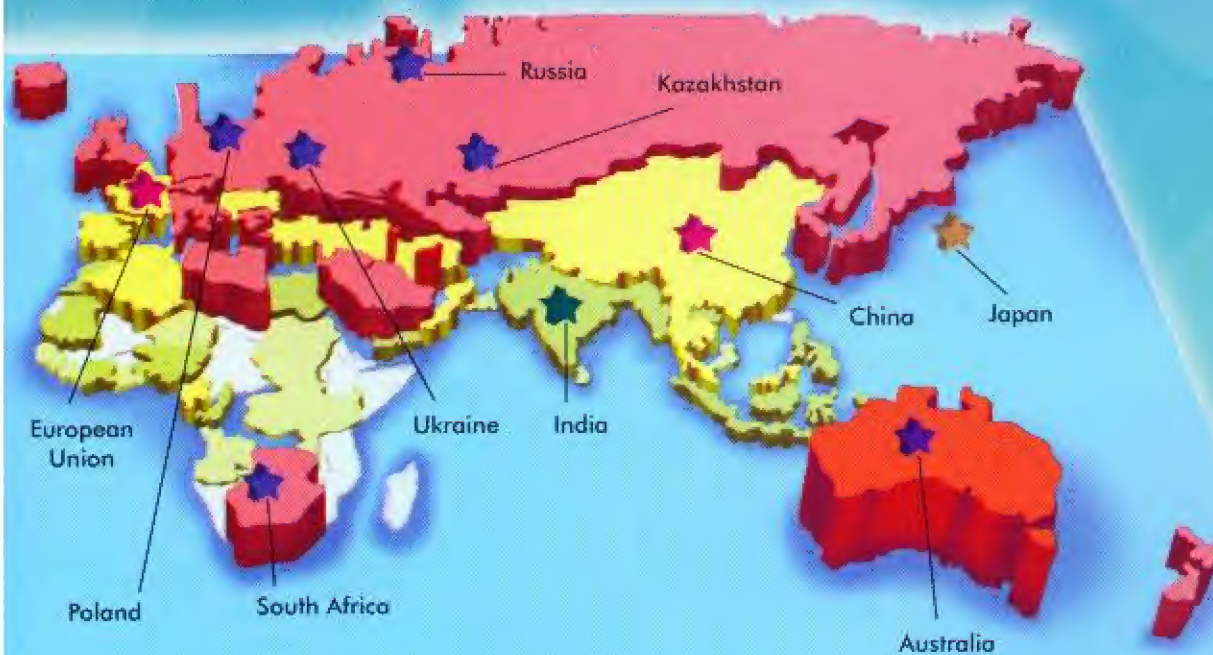 Russia
Kazakhstan
China
Japan
European
Union
Ukraine
India
Poland
South Africa
Australia